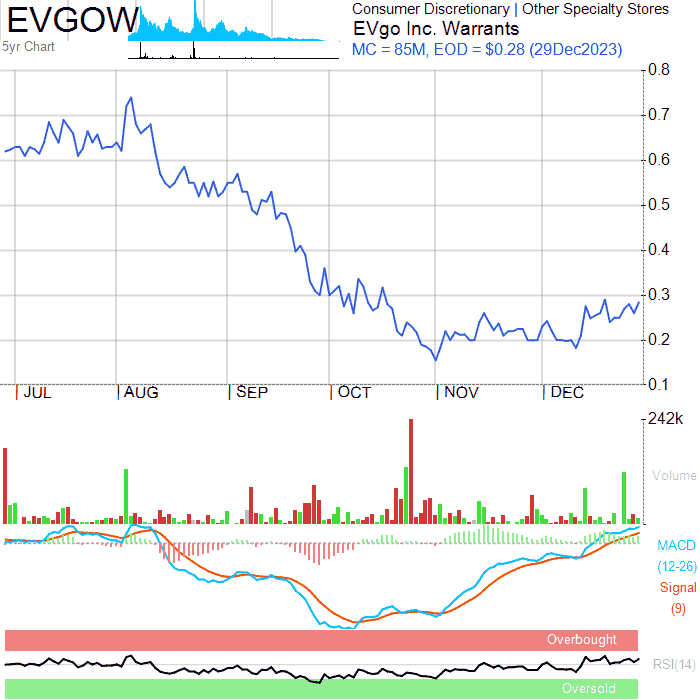 EVGOW
5yr Chart
Consumer Discretionary | Other Specialty Stores
EVgo Inc. Warrants
MC = 85M, EOD = $0.28 (29Dec2023)
0.8
0.7
0.6
0.5
0.4
0.3
0.2
0.1
JUL
AUG
SEP
OCT
NOV
DEC
242k
Volume
MACD
(12-26)
Signal
(9)
Overbought
RSI(14)
Oversold